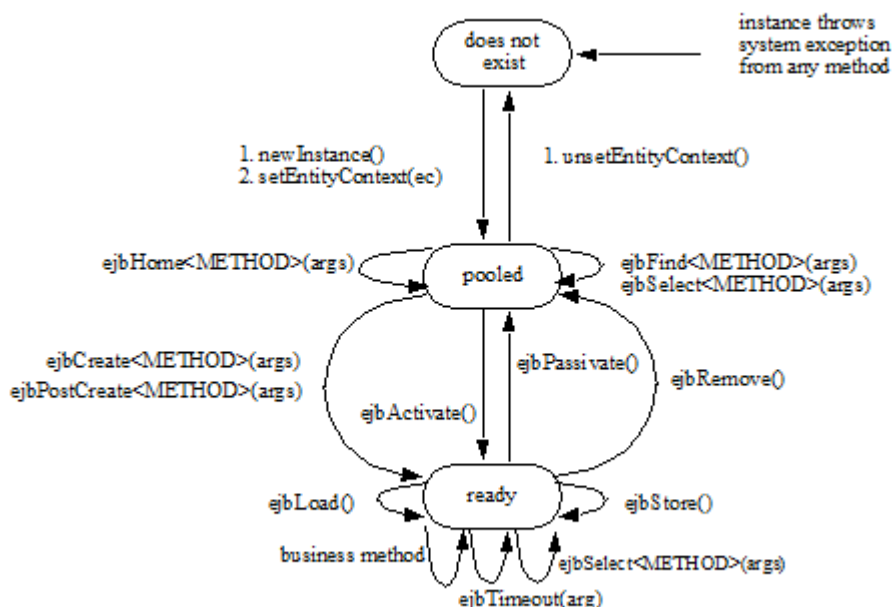 does not
exist
instance throws
system exception
from any method
1. newInstance()
2. setEntityContext(ec)
1. unsetEntityContext()
ejbHome<METHOD>(args)
pooled
ejbFind<METHOD>(args)
ejbSelect<METHOD>(args)
ejbCreate<METHOD>(args)
ejbPostCreate<METHOD>(args)
ejbPassivate()
ejbRemove()
ejbActivate()
ejbLoad()
ready
ejbStore()
business method
ejbSelect<METHOD>(args)
ejbTimeout(arg)